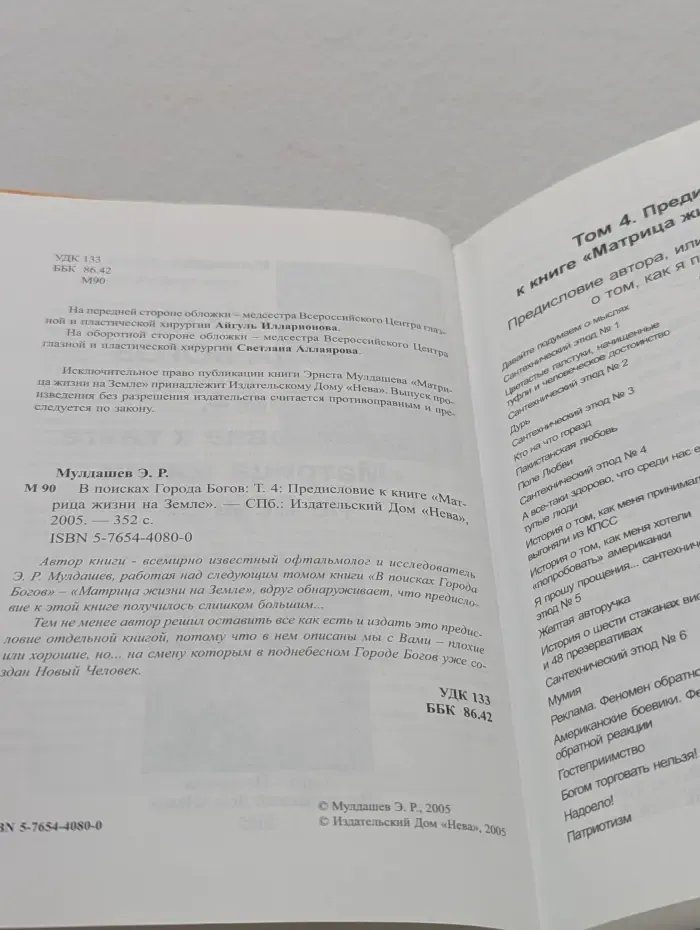 УДК 133
ББК 86.42
М90
На передней стороне обложки – медсестра Всероссийского Центра глаз-
ной и пластической хирургии Айгуль Илларионова.
На оборотной стороне обложки – медсестра Всероссийского Центра
глазной и пластической хирургии Светлана Аллаярова.
Исключительное право публикации книги Эрнста Мулдашева «Матри-
ца жизни на Земле» принадлежит Издательскому Дому «Нева». Выпуск про-
изведения без разрешения издательства считается противоправным и пре-
следуется по закону.
Мулдашев Э. Р.
М 90 В поисках Города Богов: Т. 4: Предисловие к книге «Мат-
рица жизни на Земле». — СПб.: Издательский Дом «Нева»,
2005. — 352 с.
ISBN 5-7654-4080-0
Автор книги - всемирно известный офтальмолог и исследователь
Э. Р. Мулдашев, работая над следующим томом книги «В поисках Города
Богов» – «Матрица жизни на Земле», вдруг обнаруживает, что предисло-
вие к этой книге получилось слишком большим...
Тем не менее автор решил оставить все как есть и издать это предис-
ловие отдельной книгой, потому что в нем описаны мы с Вами – плохие
или хорошие, но... на смену которым в поднебесном Городе Богов уже со-
здан Новый Человек.
УДК 133
ББК 86.42
BN 5-7654-4080-0
© Мулдашев Э. Р., 2005
© Издательский Дом «Нева», 2005
Том 4. Преди
к книге «Матрица жи
Предисловие автора, или
о том, как я п
Давайте подумаем о мыслях
Сантехнический этюд № 1
Цветастые галстуки, начищенные
туфли и человеческое достоинство
Сантехнический этюд № 2
Дурь
Сантехнический этюд № 3
Кто на что горазд
Пакистанская любовь
Поле Любви
Сантехнический этюд № 4
А все-таки здорово, что среди нас е
тупые люди
История о том, как меня принимал
выгоняли из КПСС
История о том, как меня хотели
«попробовать» американки
Я прошу прощения... сантехниче
этюд № 5
Желтая авторучка
История о шести стаканах вис
и 48 презервативах
Сантехнический этюд № 6
Мумия
Реклама. Феномен обратно
Американские боевики. Фе
обратной реакции
Гостеприимство
Богом торговать нельзя!
Надоело!
Патриотизм